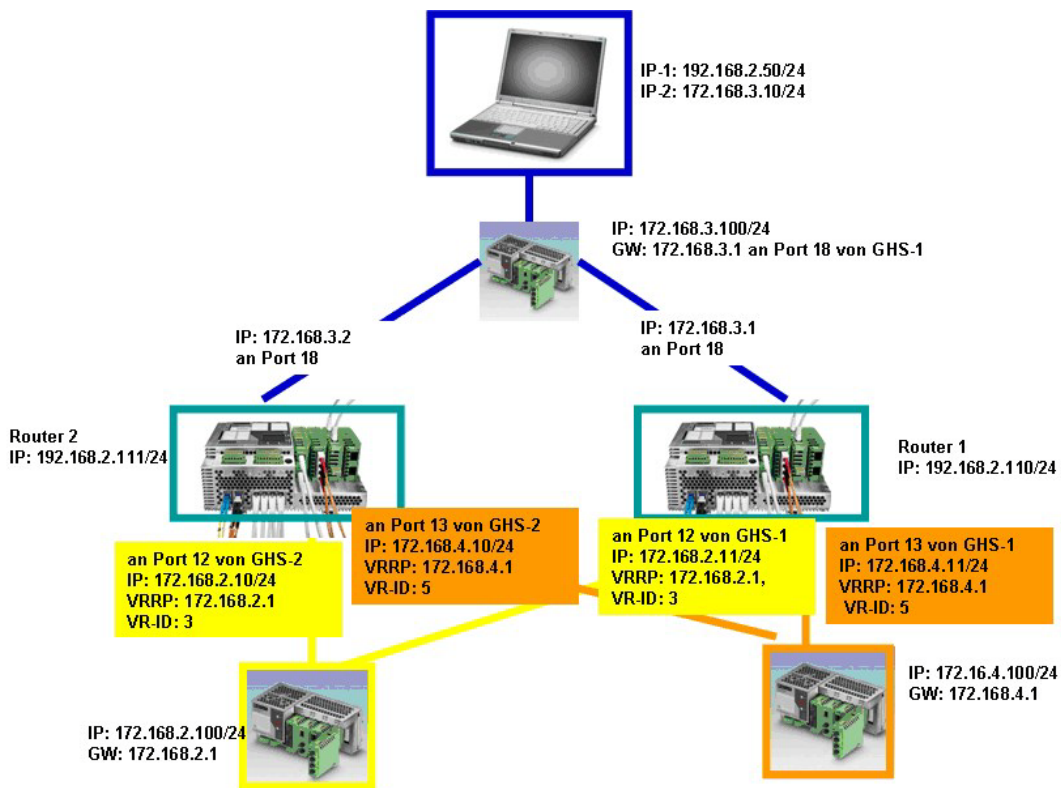 IP-1: 192.168.2.50/24
IP-2: 172.168.3.10/24
IP: 172.168.3.100/24
GW: 172.168.3.1 an Port 18 von GHS-1
IP: 172.168.3.2
an Port 18
IP: 172.168.3.1
an Port 18
Router 2
IP: 192.168.2.111/24
Router 1
IP: 192.168.2.110/24
an Port 12 von GHS-2
IP: 172.168.2.10/24
VRRP: 172.168.2.1
VR-ID: 3
an Port 13 von GHS-2
IP: 172.168.4.10/24
VRRP: 172.168.4.1
VR-ID: 5
an Port 12 von GHS-1
IP: 172.168.2.11/24
VRRP: 172.168.2.1,
VR-ID: 3
an Port 13 von GHS-1
IP: 172.168.4.11/24
VRRP: 172.168.4.1
VR-ID: 5
IP: 172.168.2.100/24
GW: 172.168.2.1
IP: 172.16.4.100/24
GW: 172.168.4.1